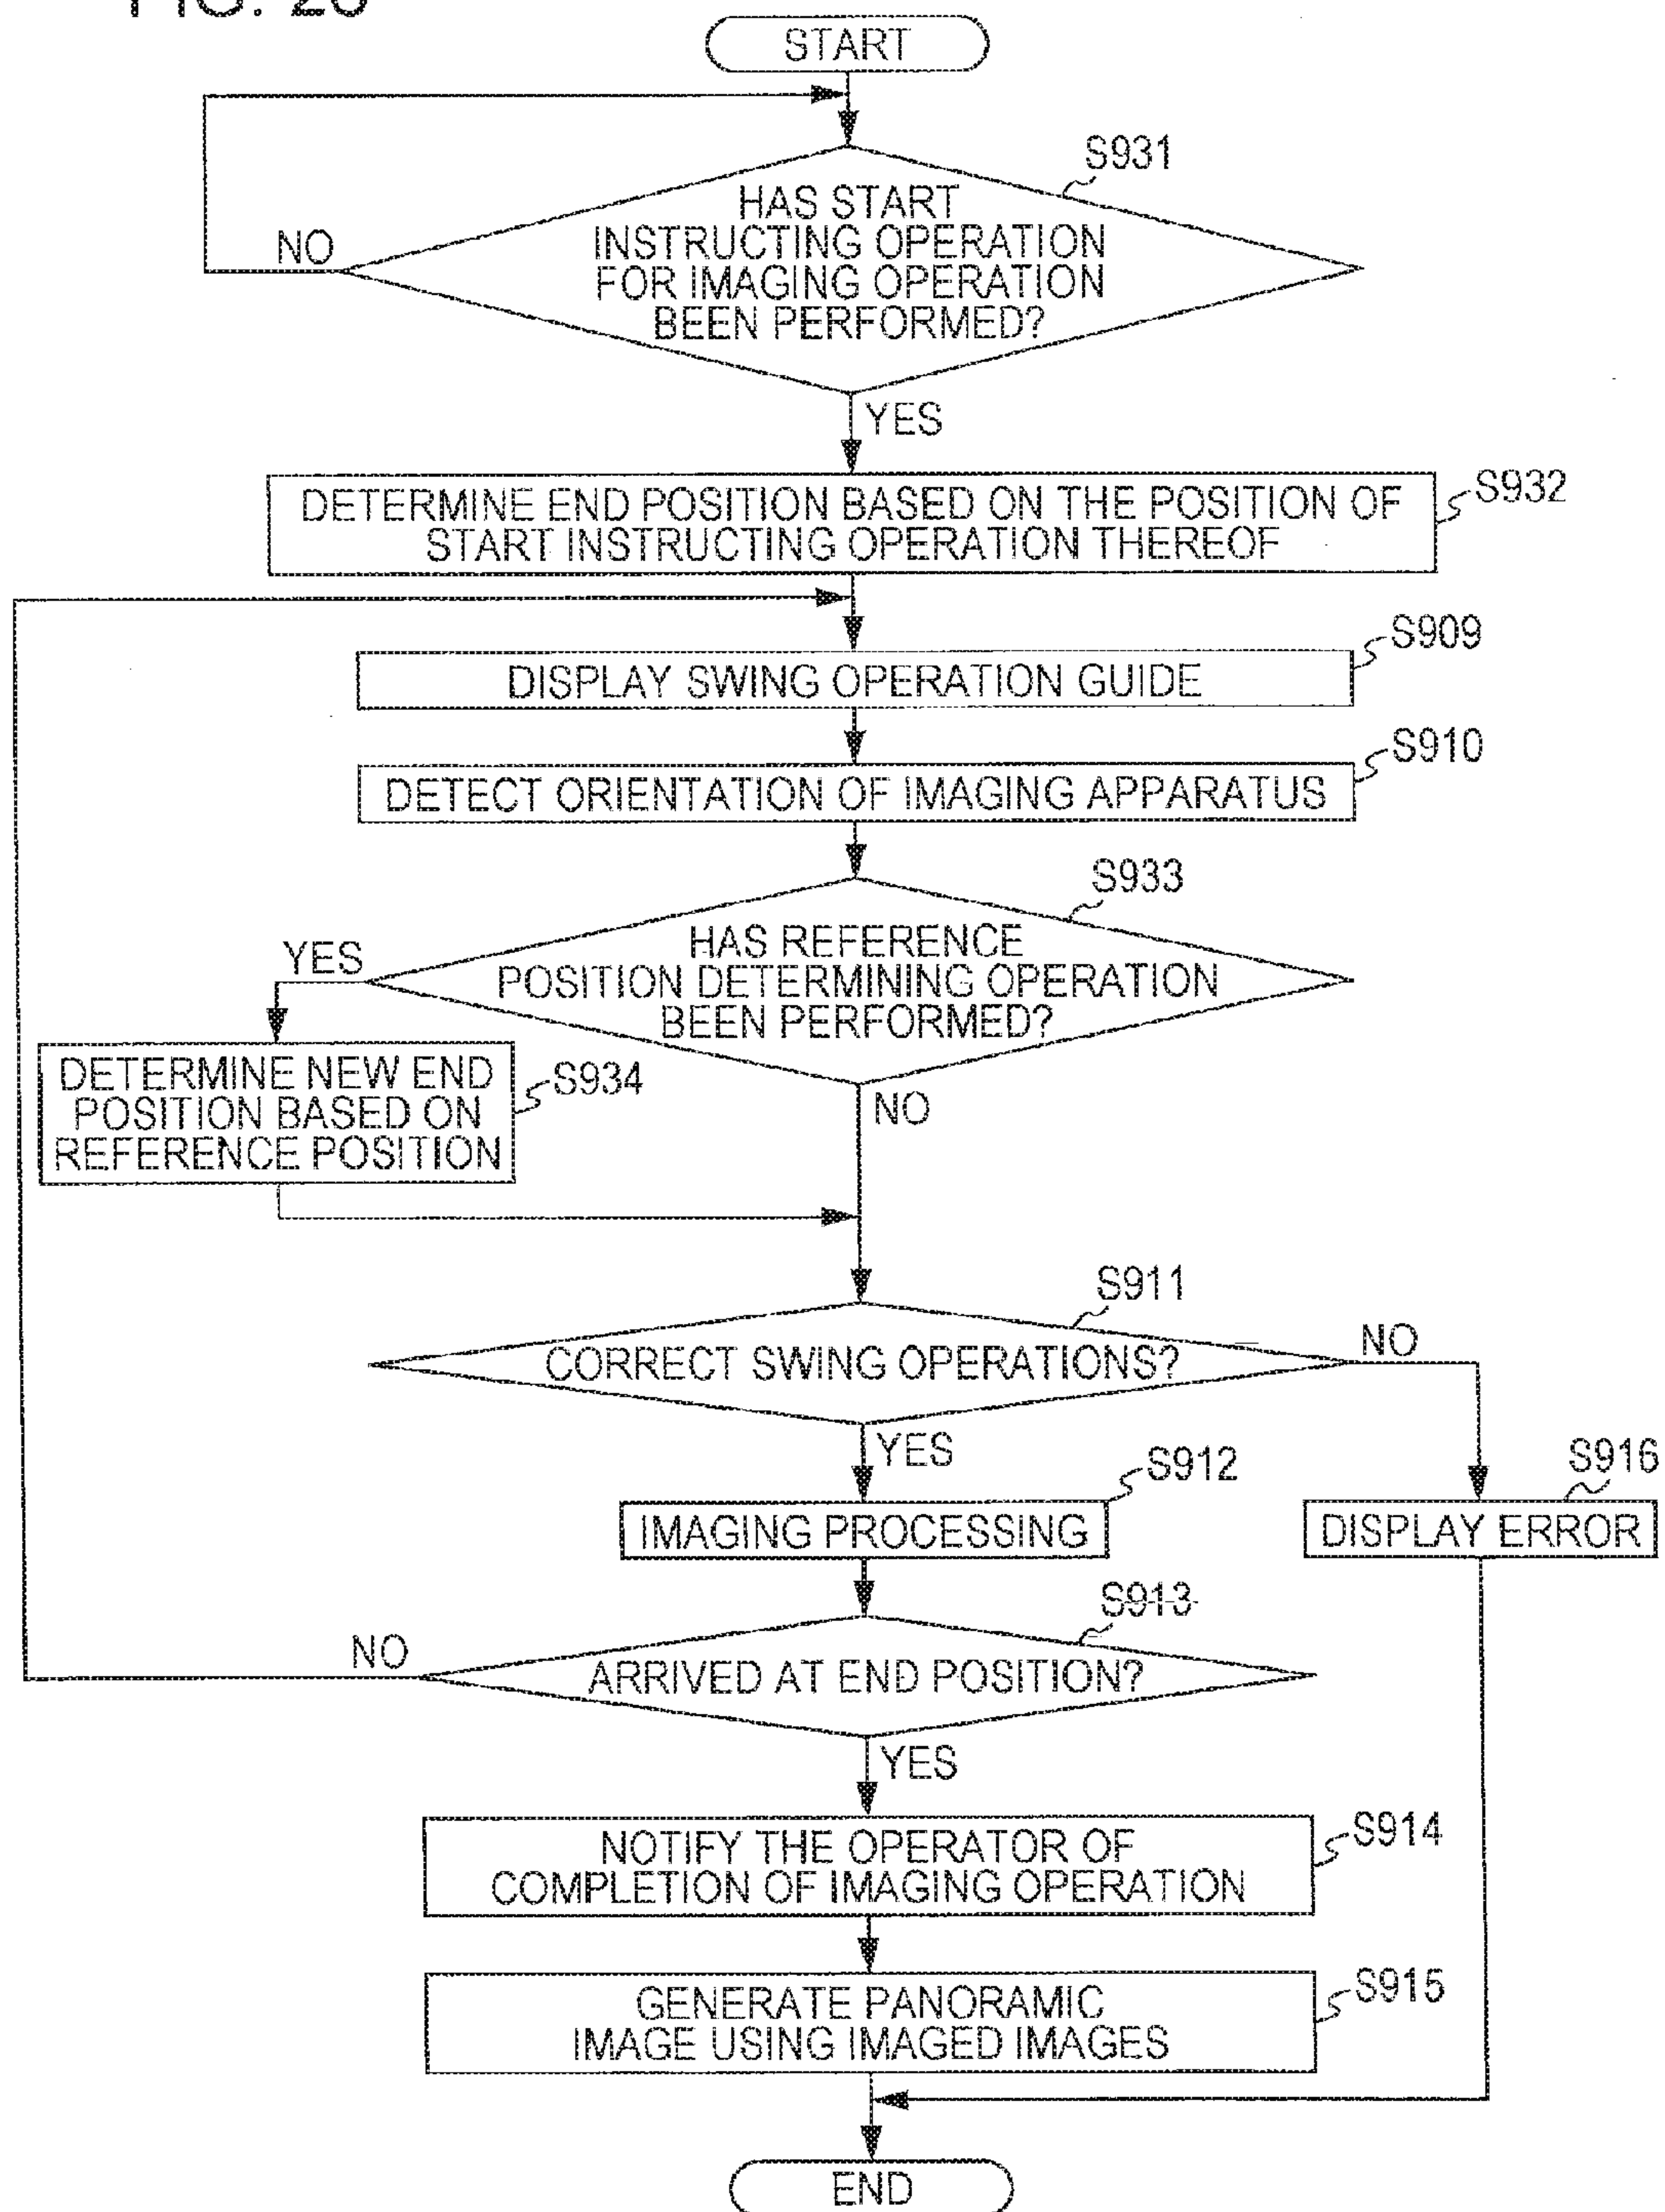 START
S931
HAS START
INSTRUCTING OPERATION
FOR IMAGING OPERATION
BEEN PERFORMED?
NO
YES
S932
DETERMINE END POSITION BASED ON THE POSITION OF
START INSTRUCTING OPERATION THEREOF
S909
DISPLAY SWING OPERATION GUIDE
S910
DETECT ORIENTATION OF IMAGING APPARATUS
S933
HAS REFERENCE
POSITION DETERMINING OPERATION
BEEN PERFORMED?
YES
DETERMINE NEW END
POSITION BASED ON
REFERENCE POSITION
S934
NO
S911
CORRECT SWING OPERATIONS?
NO
YES
S912
IMAGING PROCESSING
S916
DISPLAY ERROR
S913
ARRIVED AT END POSITION?
NO
YES
S914
NOTIFY THE OPERATOR OF
COMPLETION OF IMAGING OPERATION
S915
GENERATE PANORAMIC
IMAGE USING IMAGED IMAGES
END